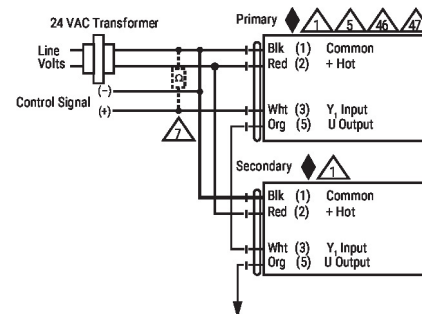 24 VAC Transformer
Primary 1 5 46 47
Line
Volts
Blk (1) Common
Red (2) + Hot
Ω
(–)
Control Signal
(+)
Wht (3) Y, Input
Org (5) U Output
7
Secondary 1
Blk (1) Common
Red (2) + Hot
Wht (3) Y, Input
Org (5) U Output